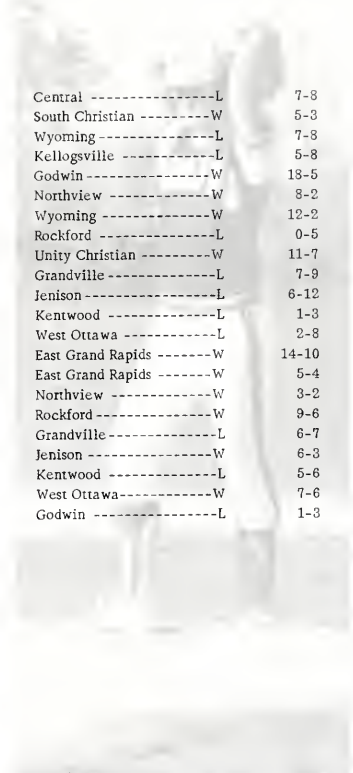 Central ---------------L 7-8
South Christian ---------W 5-3
Wyoming---------------L 7-8
Kellogsville -------------L 5-8
Godwin----------------W 18-5
Northview -------------W 8-2
Wyoming --------------W 12-2
Rockford --------------L 0-5
Unity Christian ----------W 11-7
Grandville--------------L 7-9
Jenison-----------------L 6-12
Kentwood --------------L 1-3
West Ottawa-------------L 2-8
East Grand Rapids -------W 14-10
East Grand Rapids -------W 5-4
Northview -------------W 3-2
Rockford---------------W 9-6
Grandville--------------L 6-7
Jenison ----------------W 6-3
Kentwood --------------L 5-6
West Ottawa------------W 7-6
Godwin ----------------L 1-3